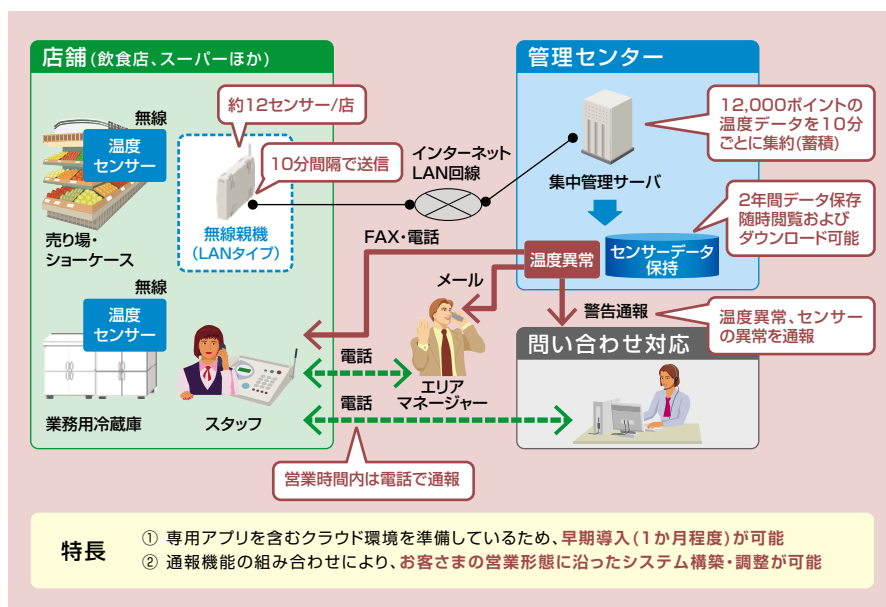 店舗(飲食店、スーパーほか)
無線
温度
センサー
売り場・
ショーケース
約12センサー/店
10分間隔で送信
無線親機
(LANタイプ)
無線
温度
センサー
業務用冷蔵庫
スタッフ
インターネット
LAN回線
FAX・電話
メール
電話
エリア
マネージャー
電話
営業時間内は電話で通報
管理センター
集中管理サーバ
12,000ポイントの
温度データを10分
ごとに集約(蓄積)
2年間データ保存
随時閲覧および
ダウンロード可能
温度異常
センサーデータ
保持
警告通報
温度異常、センサー
の異常を通報
問い合わせ対応
特長
① 専用アプリを含むクラウド環境を準備しているため、早期導入(1か月程度)が可能
② 通報機能の組み合わせにより、お客さまの営業形態に沿ったシステム構築・調整が可能